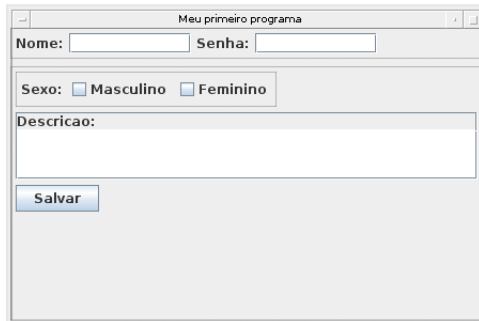 Meu primeiro programa
Nome: Senha:
Sexo: Masculino Feminino
Descricao:
Salvar